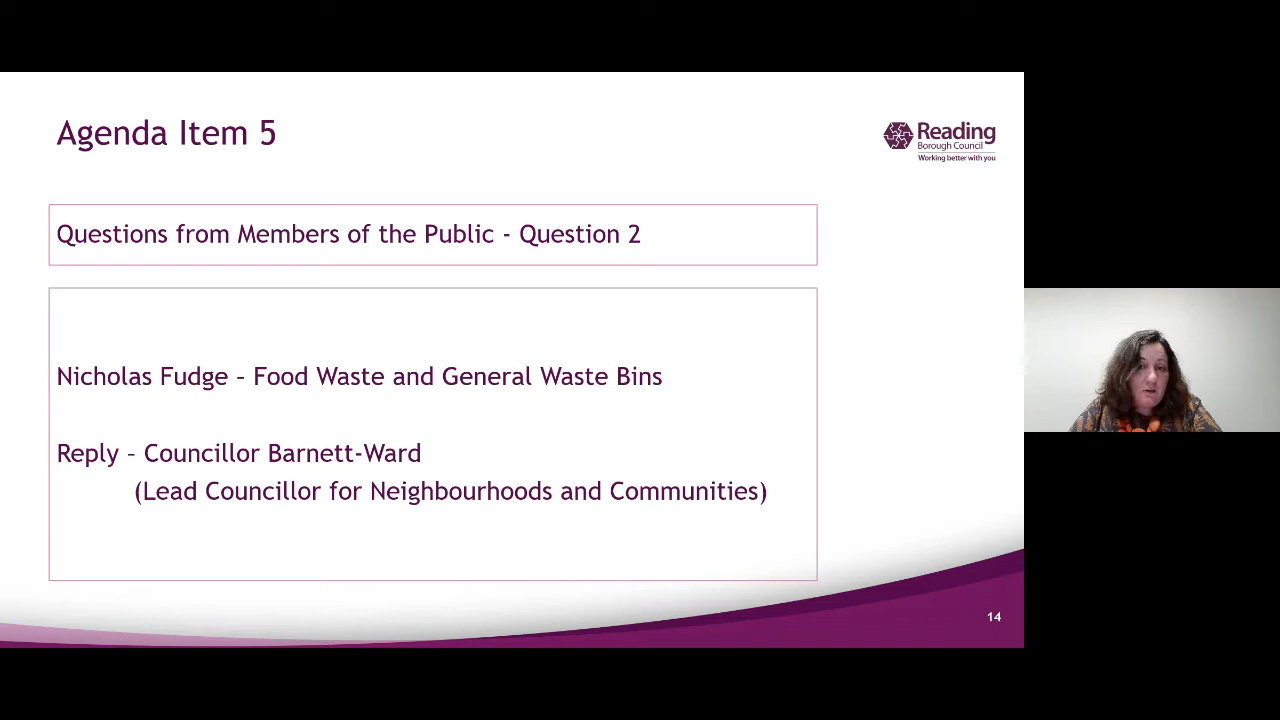 Agenda Item 5
Reading
Borough Council
Working better with you
Questions from Members of the Public - Question 2
Nicholas Fudge – Food Waste and General Waste Bins
Reply – Councillor Barnett-Ward
(Lead Councillor for Neighbourhoods and Communities)
14